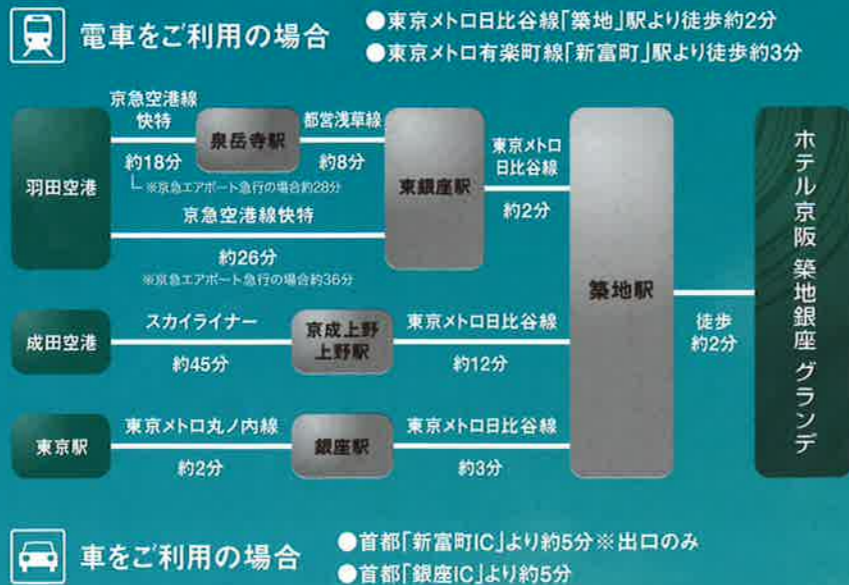 電車をご利用の場合
●東京メトロ日比谷線「築地」駅より徒歩約2分
●東京メトロ有楽町線「新富町」駅より徒歩約3分
羽田空港
京急空港線
快特
約18分
※京急エアポート急行の場合約28分
泉岳寺駅
都営浅草線
約8分
京急空港線快特
約26分
※京急エアポート急行の場合約36分
東銀座駅
東京メトロ
日比谷線
約2分
成田空港
スカイライナー
約45分
京成上野
上野駅
東京メトロ日比谷線
約12分
東京駅
東京メトロ丸ノ内線
約2分
銀座駅
東京メトロ日比谷線
約3分
築地駅
徒歩
約2分
ホテル京阪 築地銀座 グランデ
車をご利用の場合
●首都「新富町IC」より約5分※出口のみ
●首都「銀座IC」より約5分